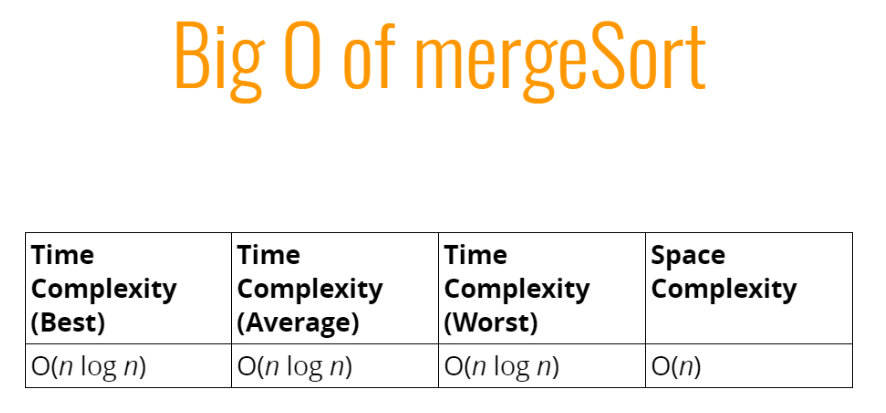 Big O of mergeSort
Time Complexity (Best)
Time Complexity (Average)
Time Complexity (Worst)
Space Complexity
O(n log n)
O(n log n)
O(n log n)
O(n)